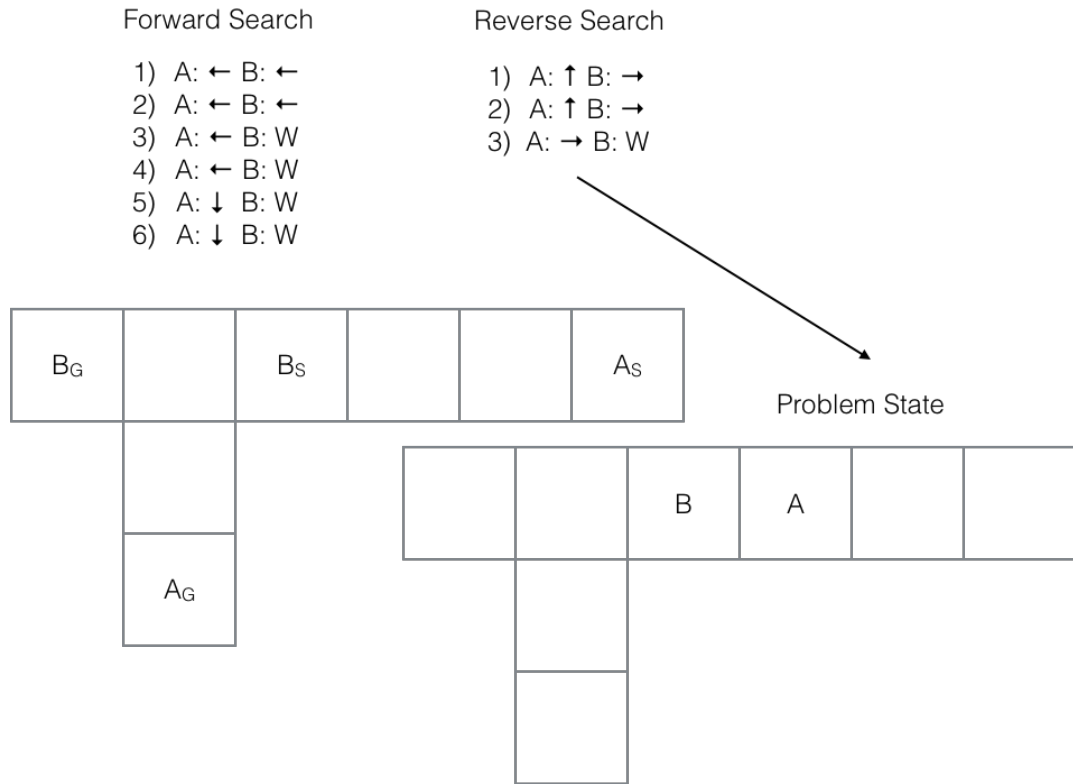 Forward Search
1) A: ← B: ←
2) A: ← B: ←
3) A: ← B: W
4) A: ← B: W
5) A: ↓ B: W
6) A: ↓ B: W
Reverse Search
1) A: ↑ B: →
2) A: ↑ B: →
3) A: → B: W
BG BS AS
AG
Problem State
B A